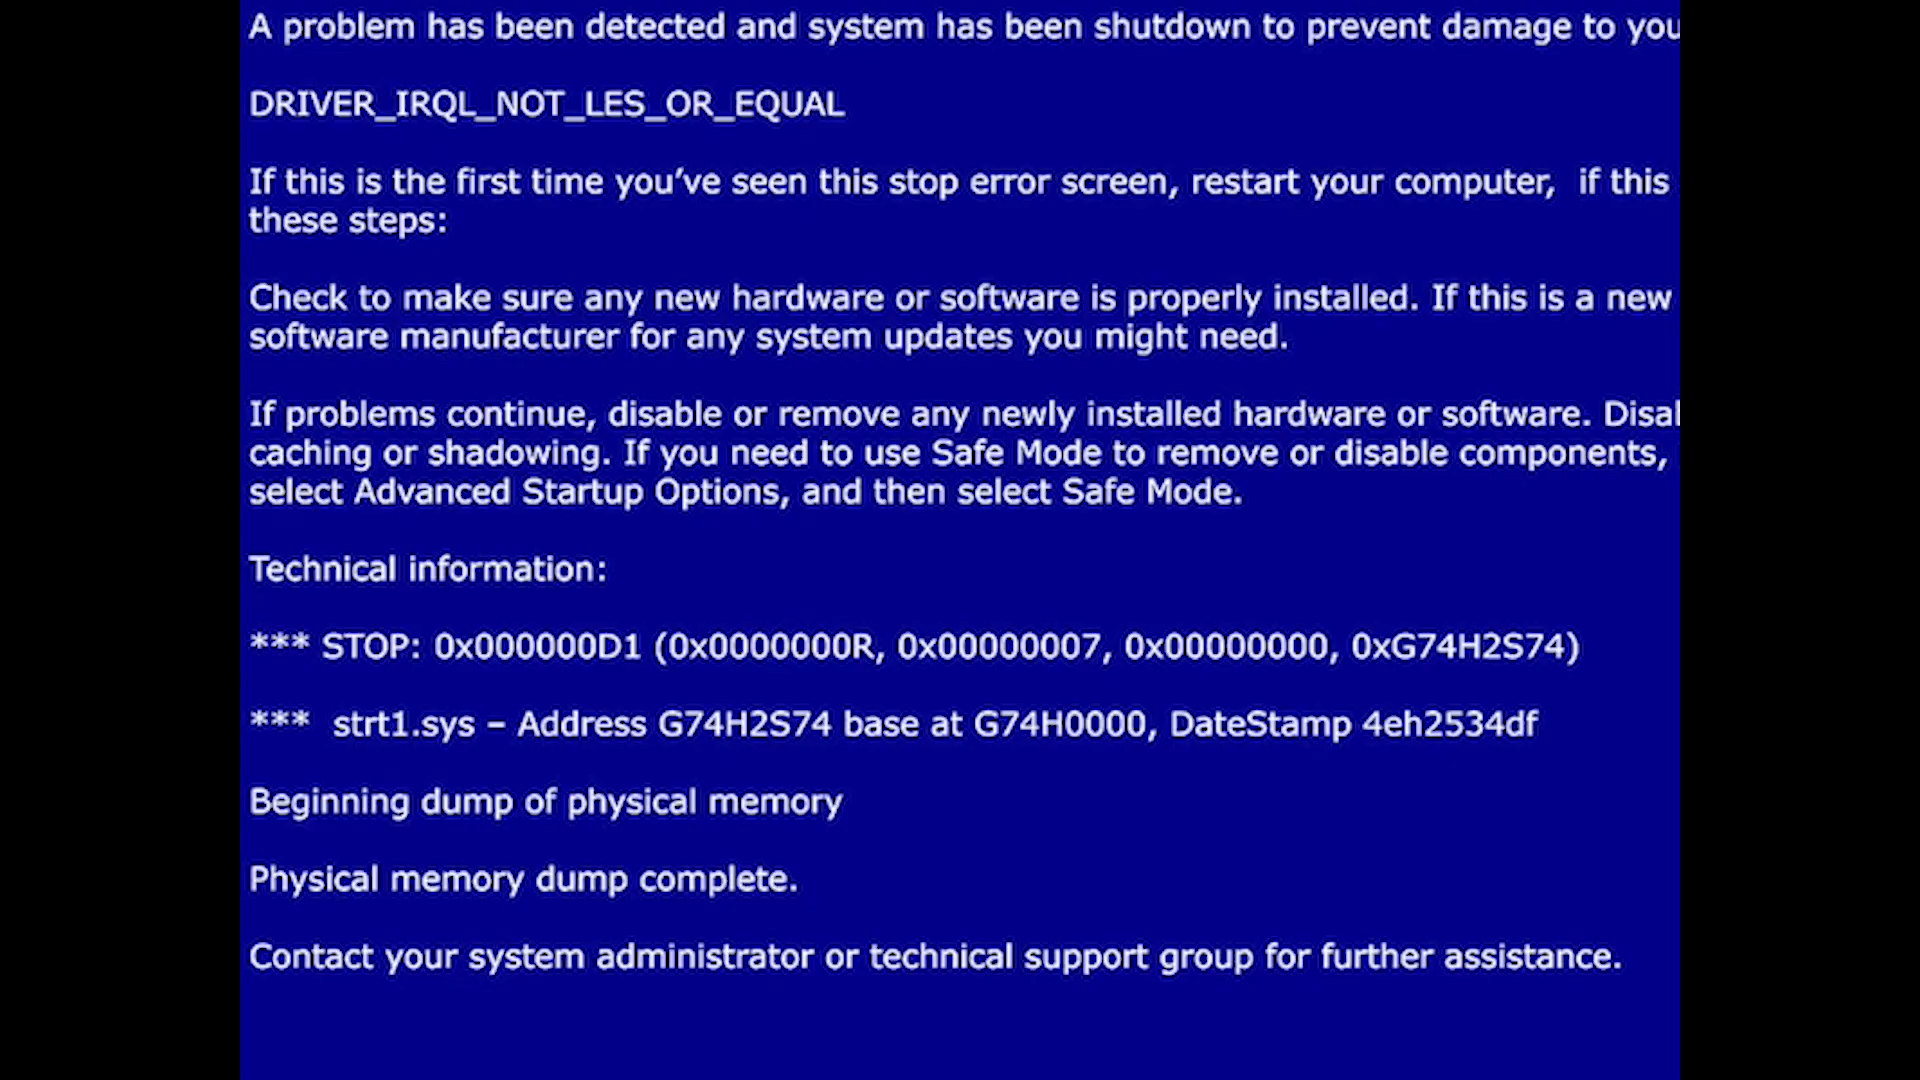 A problem has been detected and system has been shutdown to prevent damage to you
DRIVER_IRQL_NOT_LES_OR_EQUAL
If this is the first time you’ve seen this stop error screen, restart your computer,  if this
these steps:
Check to make sure any new hardware or software is properly installed. If this is a new
software manufacturer for any system updates you might need.
If problems continue, disable or remove any newly installed hardware or software.
caching or shadowing. If you need to use Safe Mode to remove or disable components,
select Advanced Startup Options, and then select Safe Mode.
Technical information:
*** STOP: 0x000000D1 (0x0000000R, 0x00000007, 0x00000000, 0xG74H2S74)
***  strt1.sys – Address G74H2S74 base at G74H0000, DateStamp 4eh2534df
Beginning dump of physical memory
Physical memory dump complete.
Contact your system administrator or technical support group for further assistance.